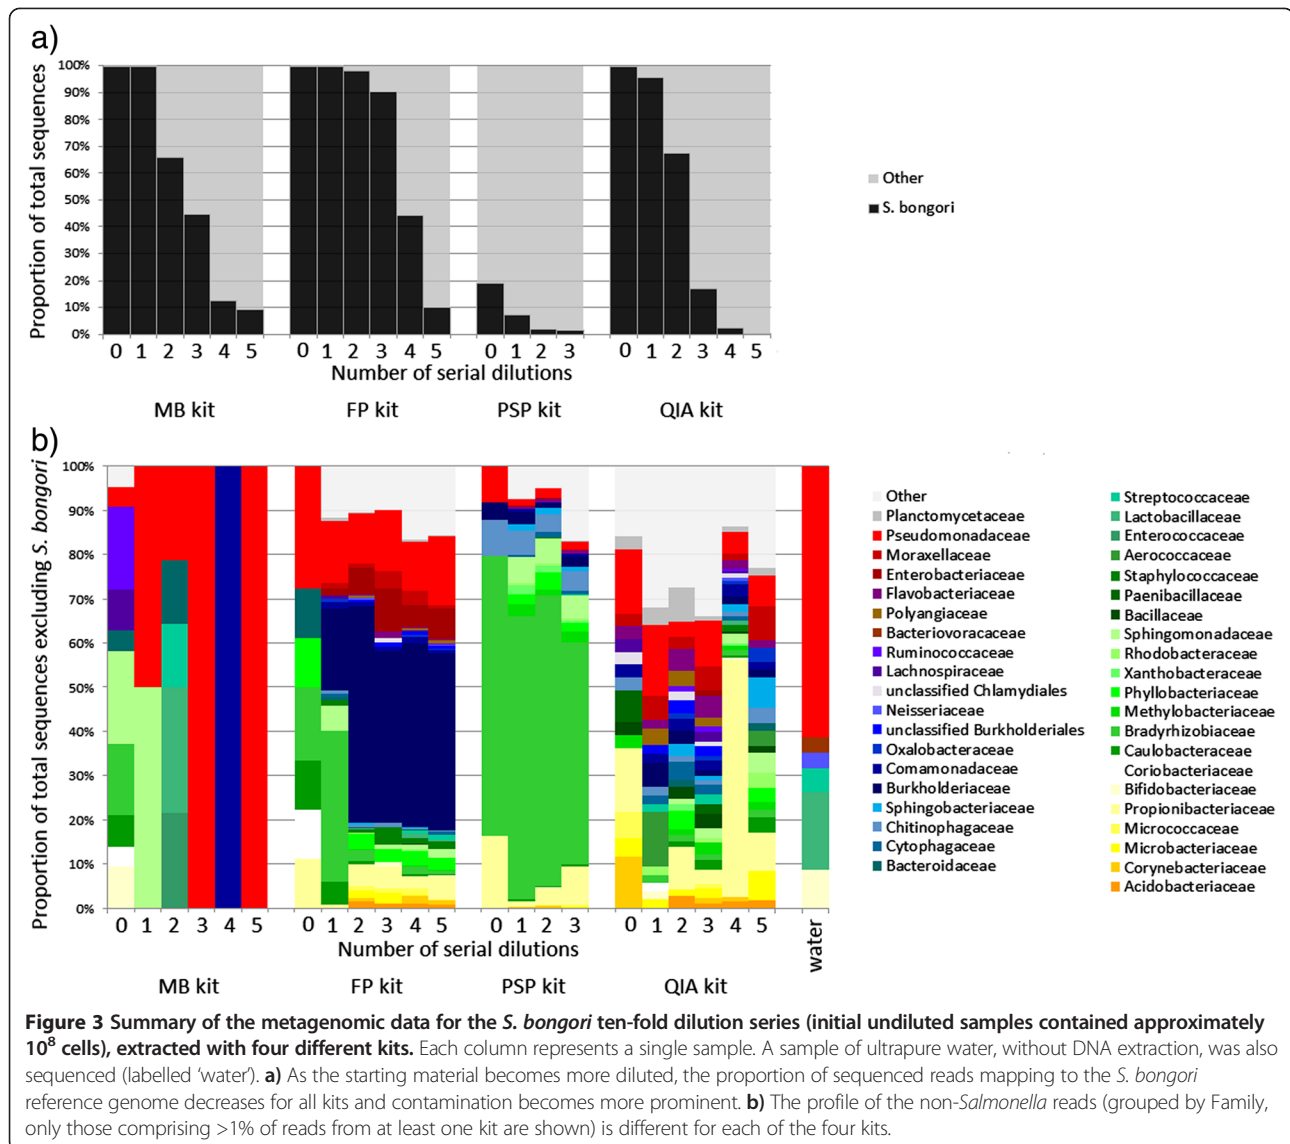 a)
Proportion of total sequences
100%
90%
80%
70%
60%
50%
40%
30%
20%
10%
0%
0 1 2 3 4 5
0 1 2 3 4 5
0 1 2 3
0 1 2 3 4 5
Number of serial dilutions
MB kit
FP kit
PSP kit
QIA kit
Other
S. bongori
b)
Proportion of total sequences excluding S. bongori
100%
90%
80%
70%
60%
50%
40%
30%
20%
10%
0%
0 1 2 3 4 5
0 1 2 3 4 5
0 1 2 3
0 1 2 3 4 5
water
Number of serial dilutions
MB kit
FP kit
PSP kit
QIA kit
Other
Planctomycetaceae
Pseudomonadaceae
Moraxellaceae
Enterobacteriaceae
Flavobacteriaceae
Polyangiaceae
Bacteriovoracaceae
Ruminococcaceae
Lachnospiraceae
unclassified Chlamydiales
Neisseriaceae
unclassified Burkholderiales
Oxalobacteraceae
Comamonadaceae
Burkholderiaceae
Sphingobacteriaceae
Chitinophagaceae
Cytophagaceae
Bacteroidaceae
Streptococcaceae
Lactobacillaceae
Enterococcaceae
Aerococcaceae
Staphylococcaceae
Paenibacillaceae
Bacillaceae
Sphingomonadaceae
Rhodobacteraceae
Xanthobacteraceae
Phyllobacteriaceae
Methylobacteriaceae
Bradyrhizobiaceae
Caulobacteraceae
Coriobacteriaceae
Bifidobacteriaceae
Propionibacteriaceae
Micrococcaceae
Microbacteriaceae
Corynebacteriaceae
Acidobacteriaceae
Figure 3 Summary of the metagenomic data for the S. bongori ten-fold dilution series (initial undiluted samples contained approximately
10⁸ cells), extracted with four different kits. Each column represents a single sample. A sample of ultrapure water, without DNA extraction, was also
sequenced (labelled ‘water’). a) As the starting material becomes more diluted, the proportion of sequenced reads mapping to the S. bongori
reference genome decreases for all kits and contamination becomes more prominent. b) The profile of the non-Salmonella reads (grouped by Family,
only those comprising >1% of reads from at least one kit are shown) is different for each of the four kits.